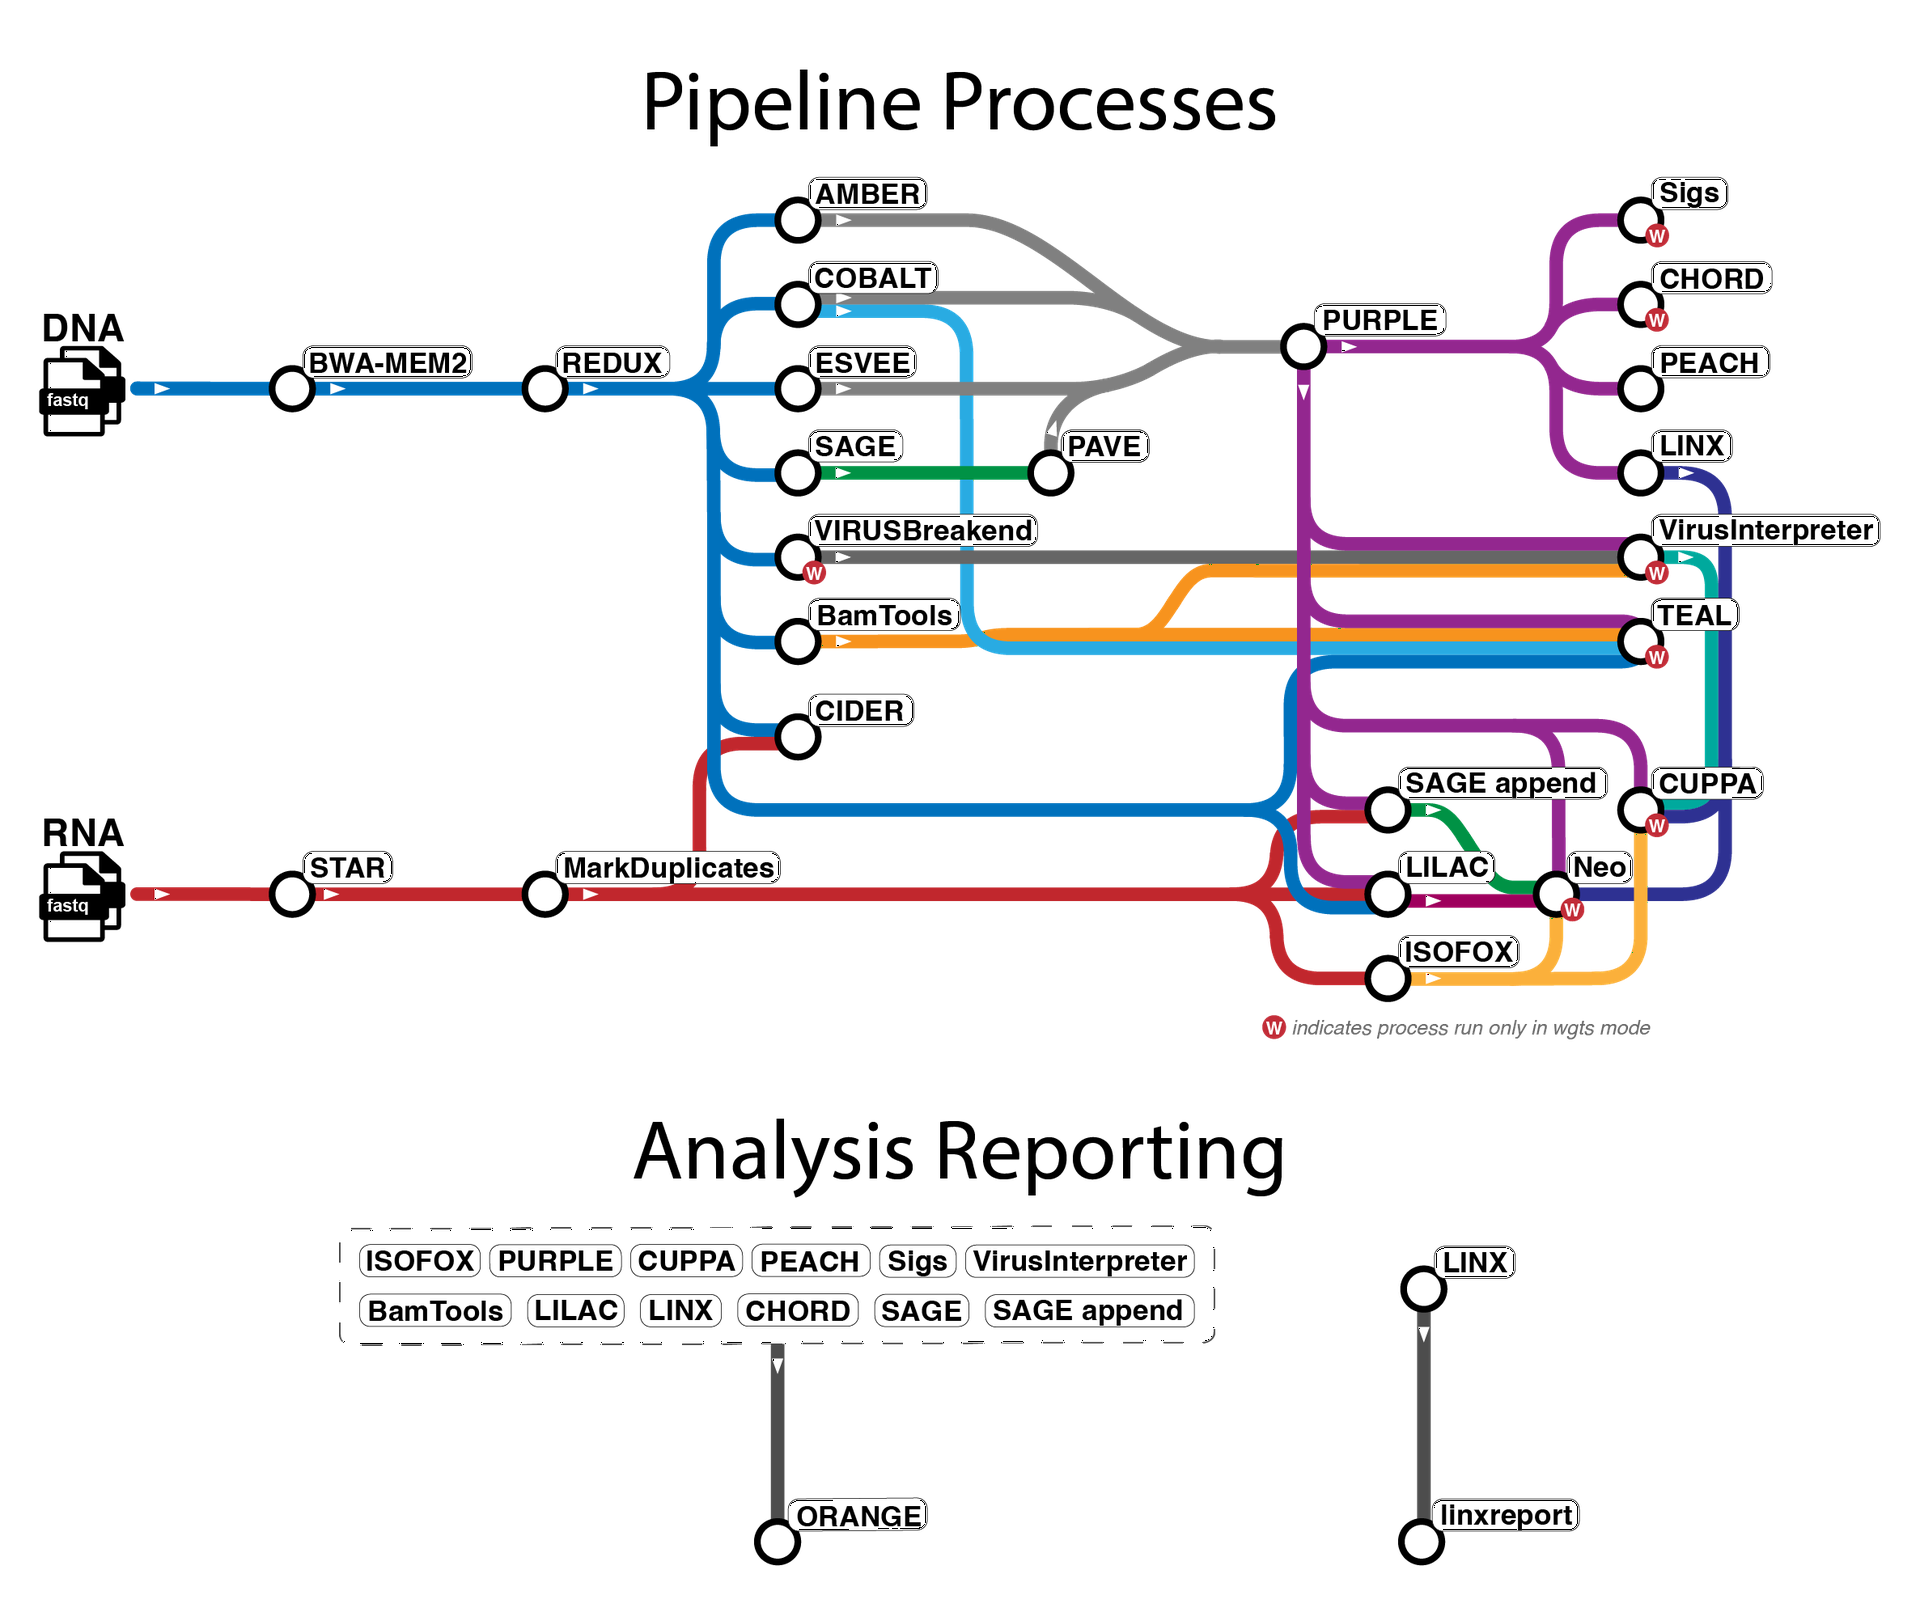 Pipeline Processes
AMBER
Sigs
W
COBALT
CHORD
W
DNA
fastq
BWA-MEM2
REDUX
ESVEE
PURPLE
PEACH
SAGE
PAVE
LINX
VIRUSBreakend
W
VirusInterpreter
W
BamTools
TEAL
W
CIDER
SAGE append
CUPPA
W
RNA
fastq
STAR
MarkDuplicates
LILAC
Neo
W
ISOFOX
W indicates process run only in wgts mode
Analysis Reporting
ISOFOX PURPLE CUPPA PEACH Sigs VirusInterpreter
BamTools LILAC LINX CHORD SAGE SAGE append
LINX
ORANGE
linxreport